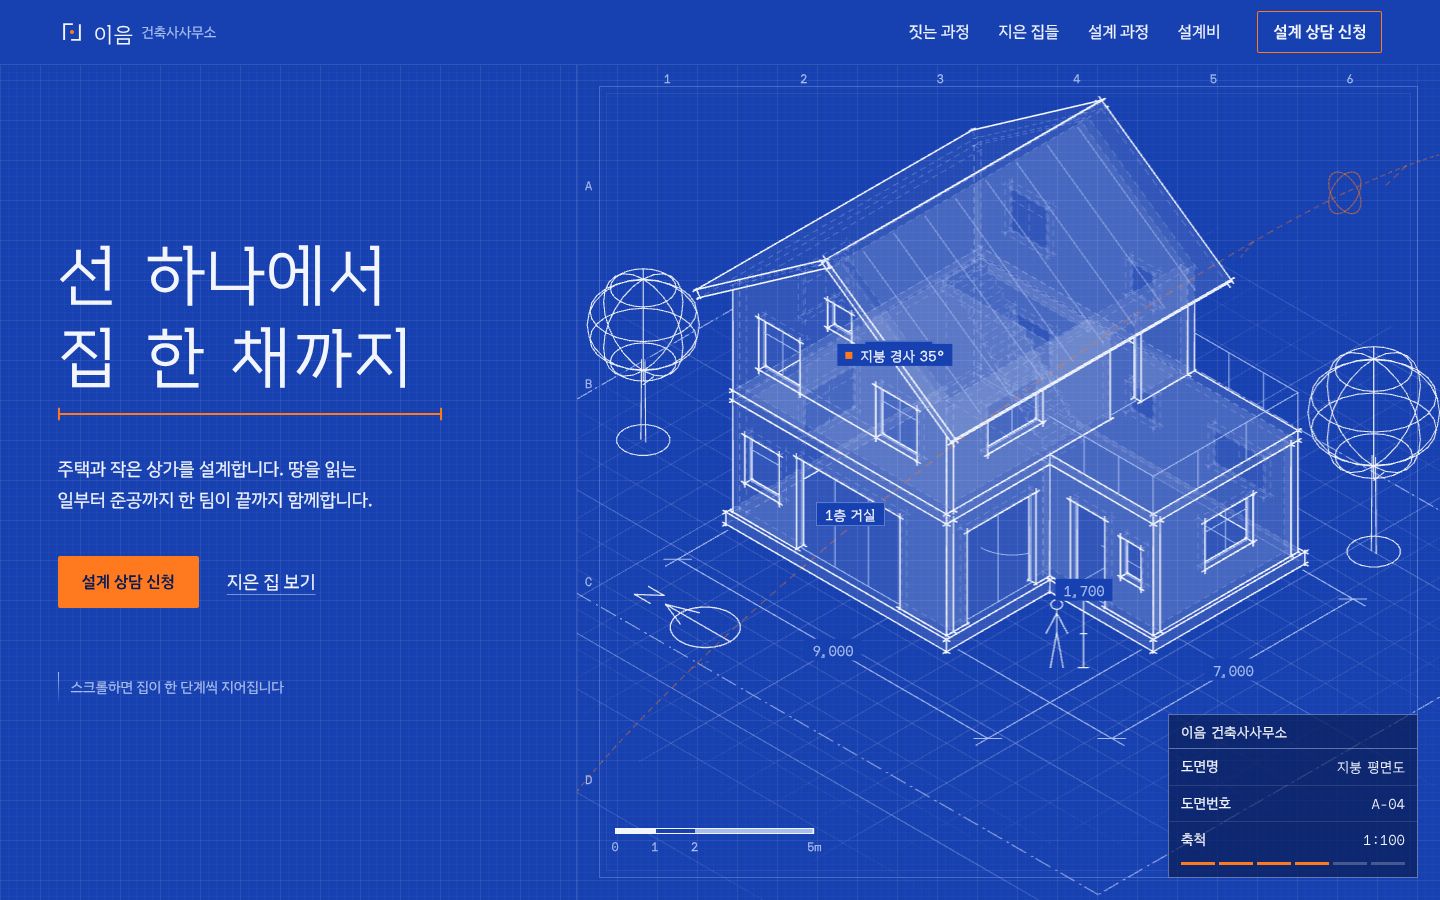 이음 건축사사무소
짓는 과정
지은 집들
설계 과정
설계비
설계 상담 신청
1 2 3 4 5 6
A
B
C
D
선 하나에서
집 한 채까지
주택과 작은 상가를 설계합니다. 땅을 읽는
일부터 준공까지 한 팀이 끝까지 함께합니다.
설계 상담 신청
지은 집 보기
스크롤하면 집이 한 단계씩 지어집니다
지붕 경사 35°
1층 거실
1,700
N
9,000
7,000
0 1 2 5m
이음 건축사사무소
도면명 지붕 평면도
도면번호 A-04
축척 1:100